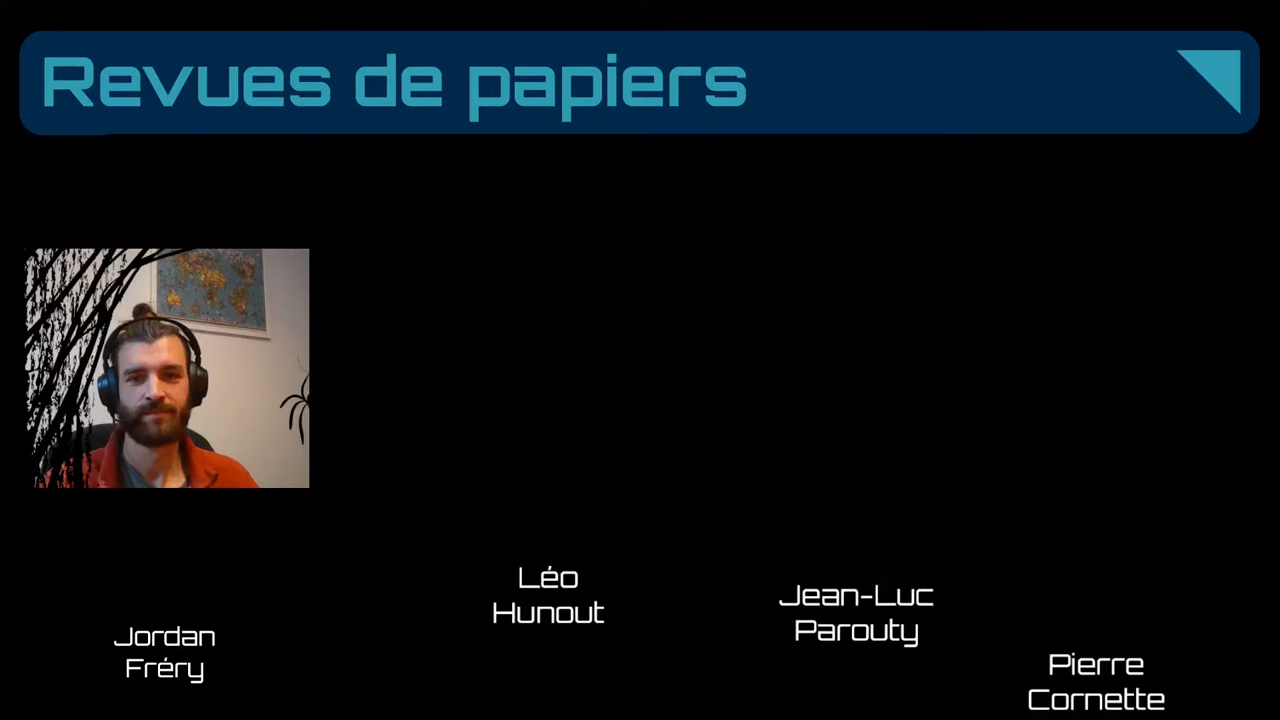 Revues de papiers
Léo
Hunout
Jean-Luc
Parouty
Jordan
Fréry
Pierre
Cornette